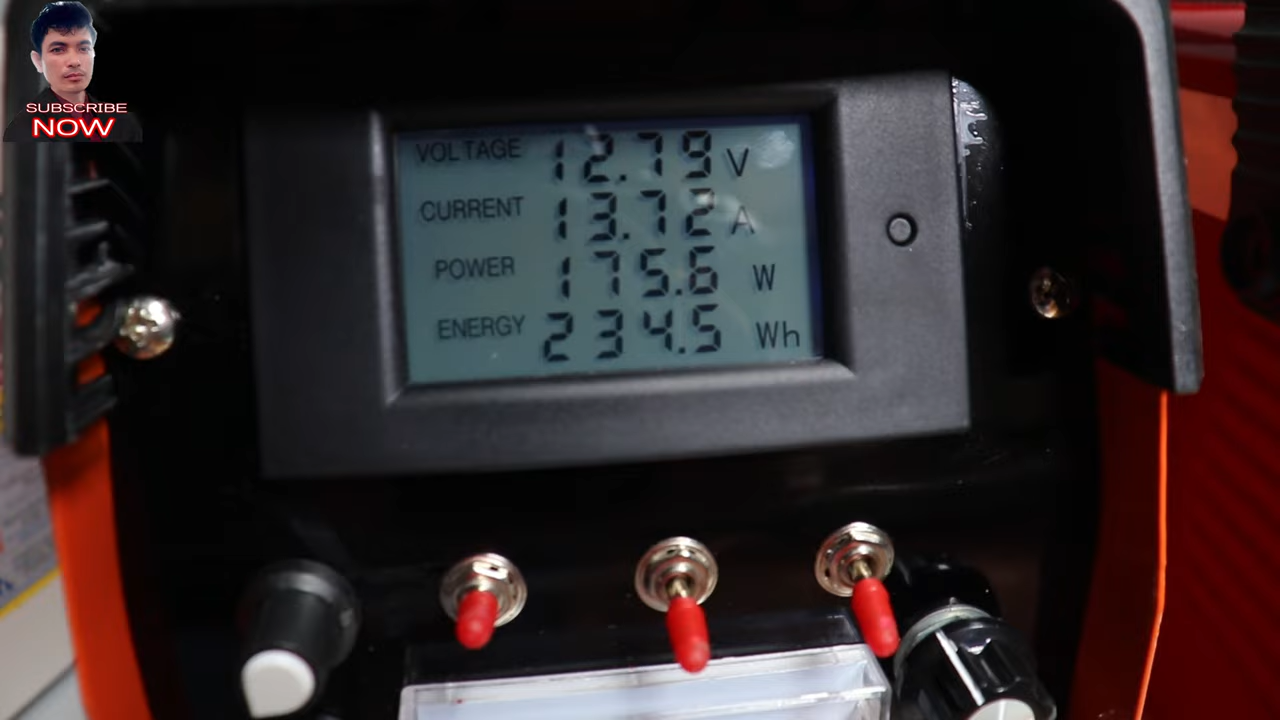 SUBSCRIBE
NOW
VOLTAGE 12.79 V
CURRENT 13.72 A
POWER 175.6 W
ENERGY 234.5 Wh